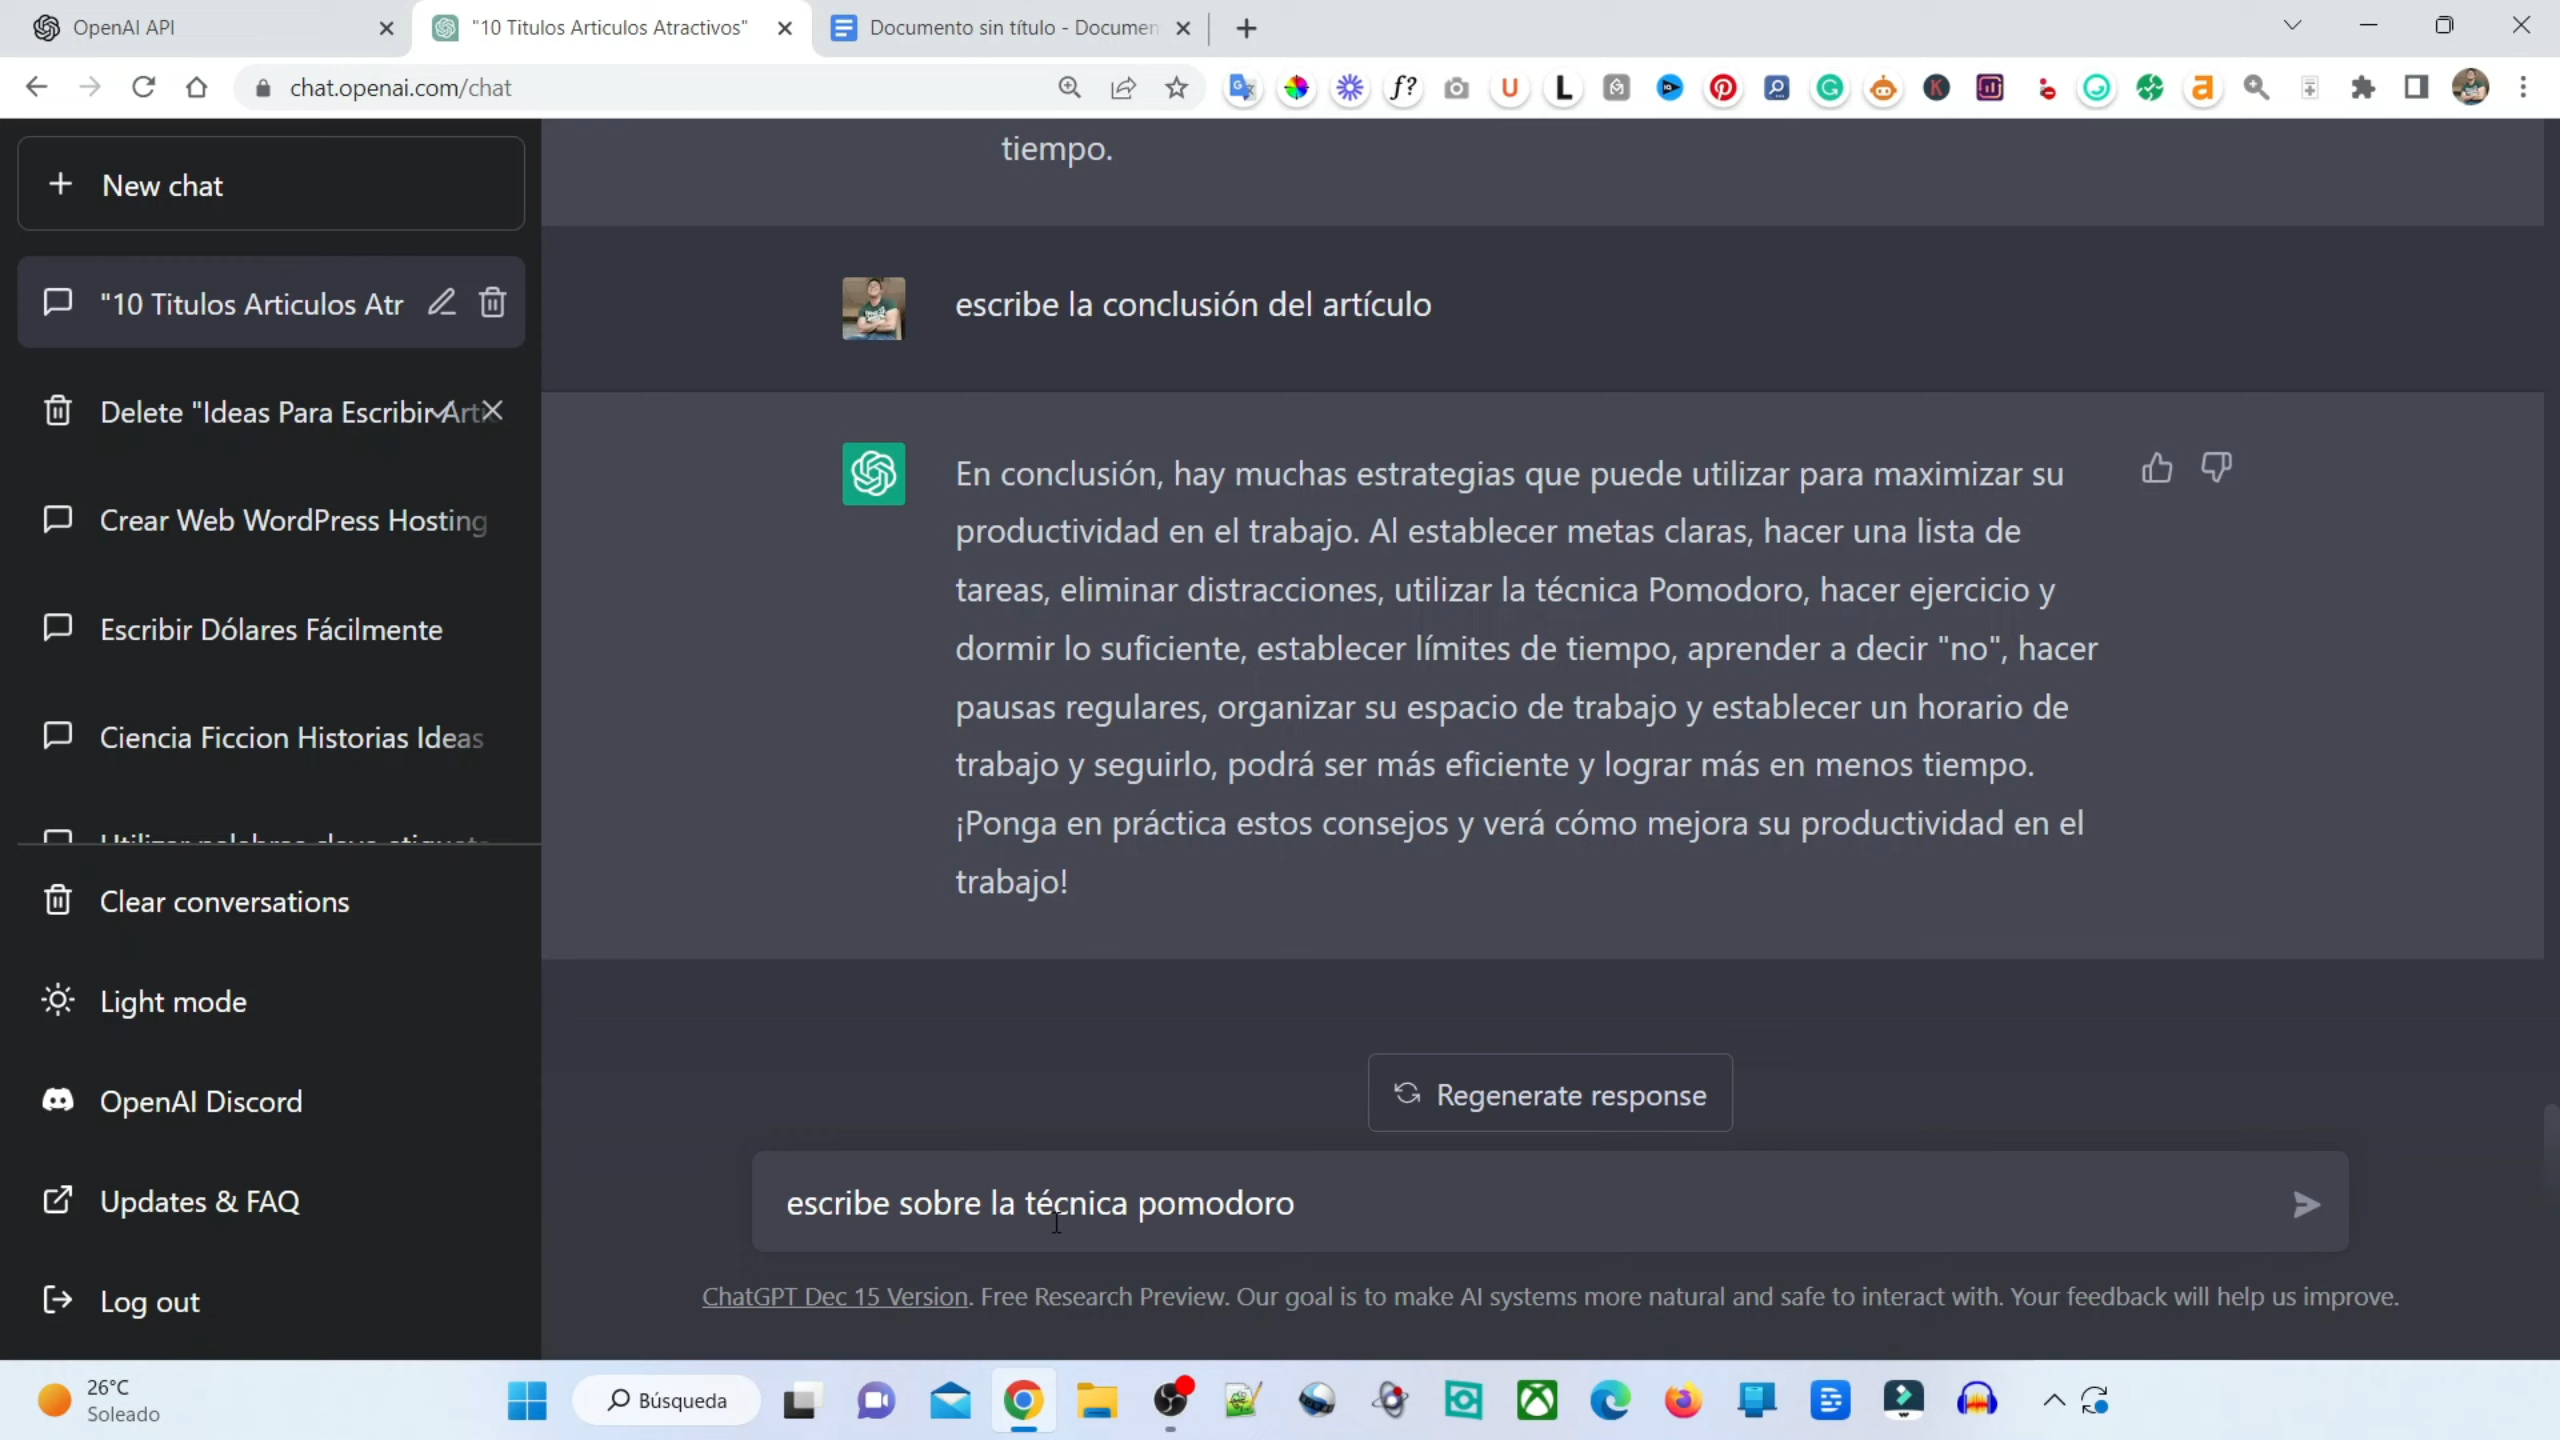 OpenAI API
"10 Titulos Articulos Atractivos"
Documento sin título - Documen
chat.openai.com/chat
New chat
"10 Titulos Articulos Atr
Delete "Ideas Para Escribir Arti
Crear Web WordPress Hosting
Escribir Dólares Fácilmente
Ciencia Ficcion Historias Ideas
Utilizar palabras clave etiquet
Clear conversations
Light mode
OpenAI Discord
Updates & FAQ
Log out
tiempo.
escribe la conclusión del artículo
En conclusión, hay muchas estrategias que puede utilizar para maximizar su
productividad en el trabajo. Al establecer metas claras, hacer una lista de
tareas, eliminar distracciones, utilizar la técnica Pomodoro, hacer ejercicio y
dormir lo suficiente, establecer límites de tiempo, aprender a decir "no", hacer
pausas regulares, organizar su espacio de trabajo y establecer un horario de
trabajo y seguirlo, podrá ser más eficiente y lograr más en menos tiempo.
¡Ponga en práctica estos consejos y verá cómo mejora su productividad en el
trabajo!
Regenerate response
escribe sobre la técnica pomodoro
ChatGPT Dec 15 Version. Free Research Preview. Our goal is to make AI systems more natural and safe to interact with. Your feedback will help us improve.
26°C
Soleado
Búsqueda